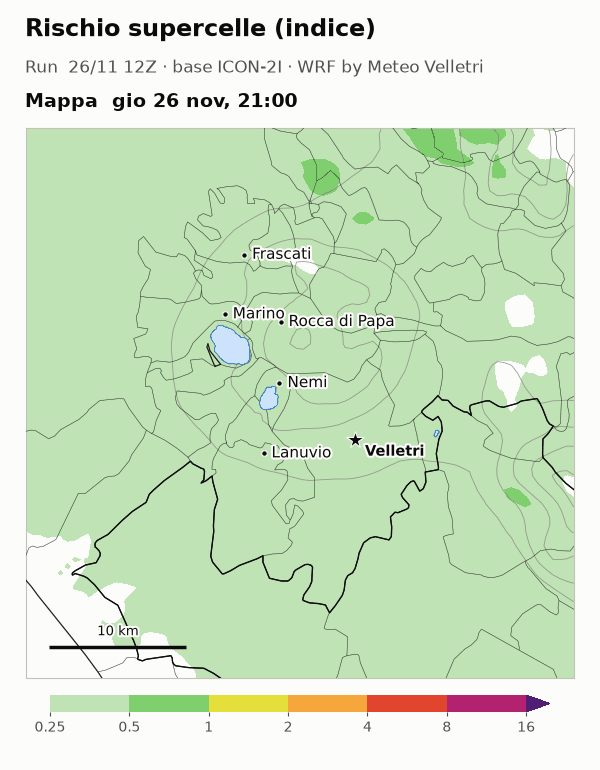 Rischio supercelle (indice)
Run  26/11 12Z · base ICON-2I · WRF by Meteo Velletri
Mappa  gio 26 nov, 21:00
Frascati
Marino
Rocca di Papa
Nemi
Velletri
Lanuvio
10 km
0.25 0.5 1 2 4 8 16